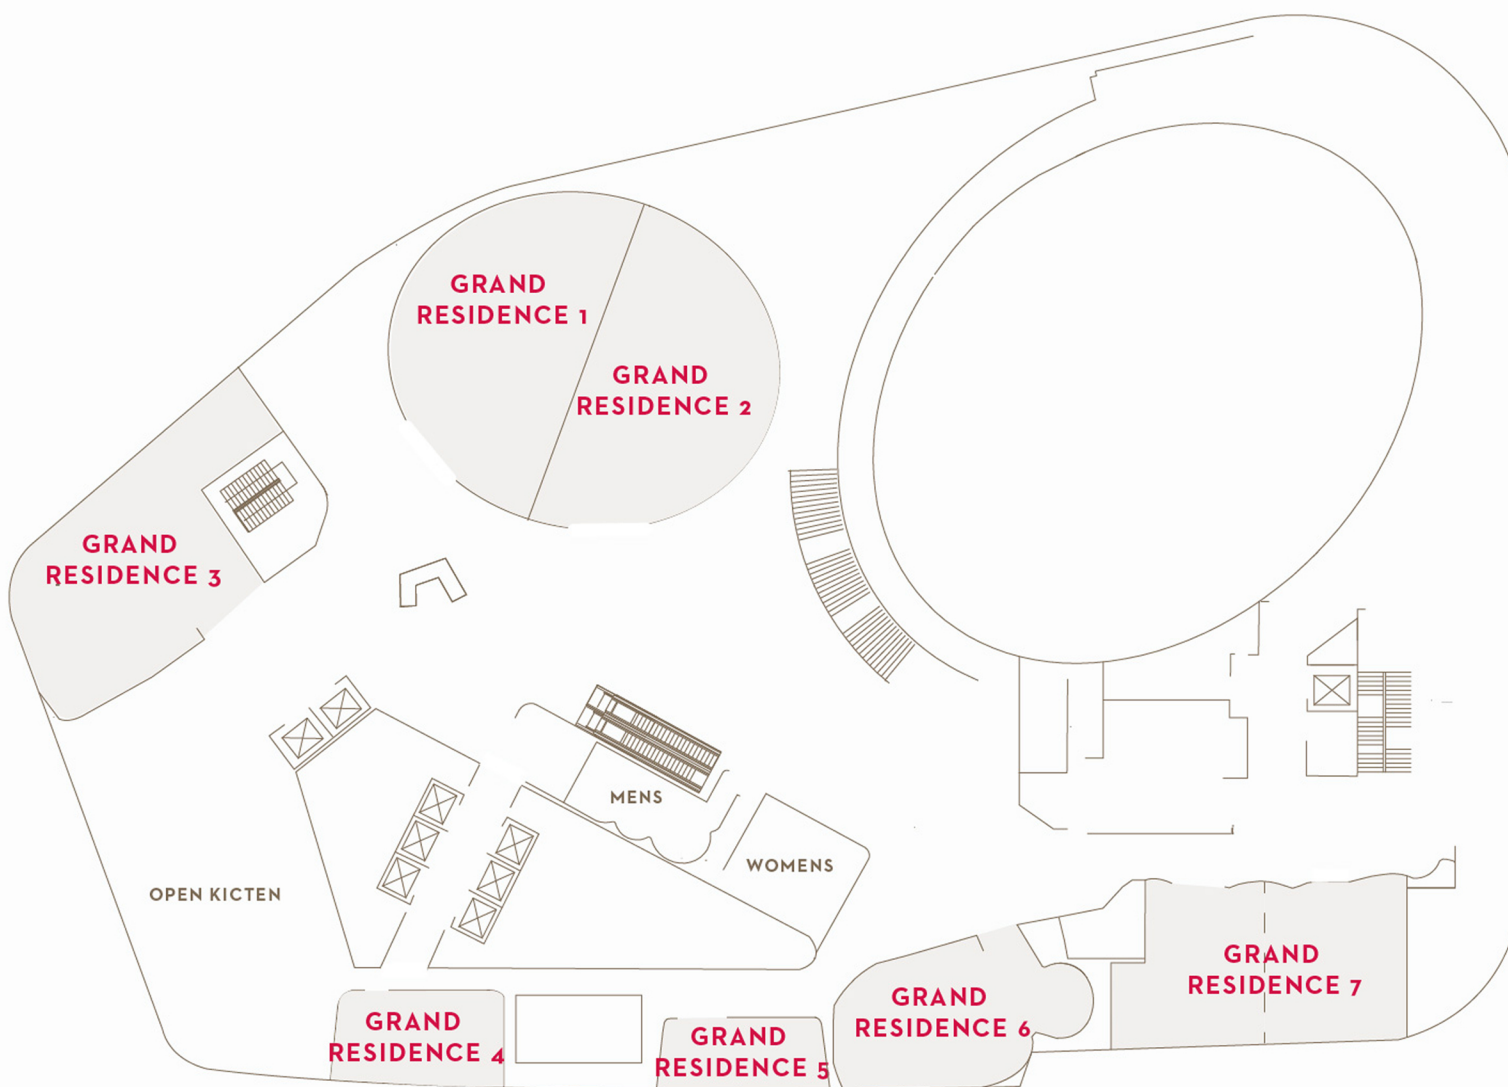 GRAND
RESIDENCE 1
GRAND
RESIDENCE 2
GRAND
RESIDENCE 3
MENS
WOMENS
OPEN KICTEN
GRAND
RESIDENCE 4
GRAND
RESIDENCE 5
GRAND
RESIDENCE 6
GRAND
RESIDENCE 7